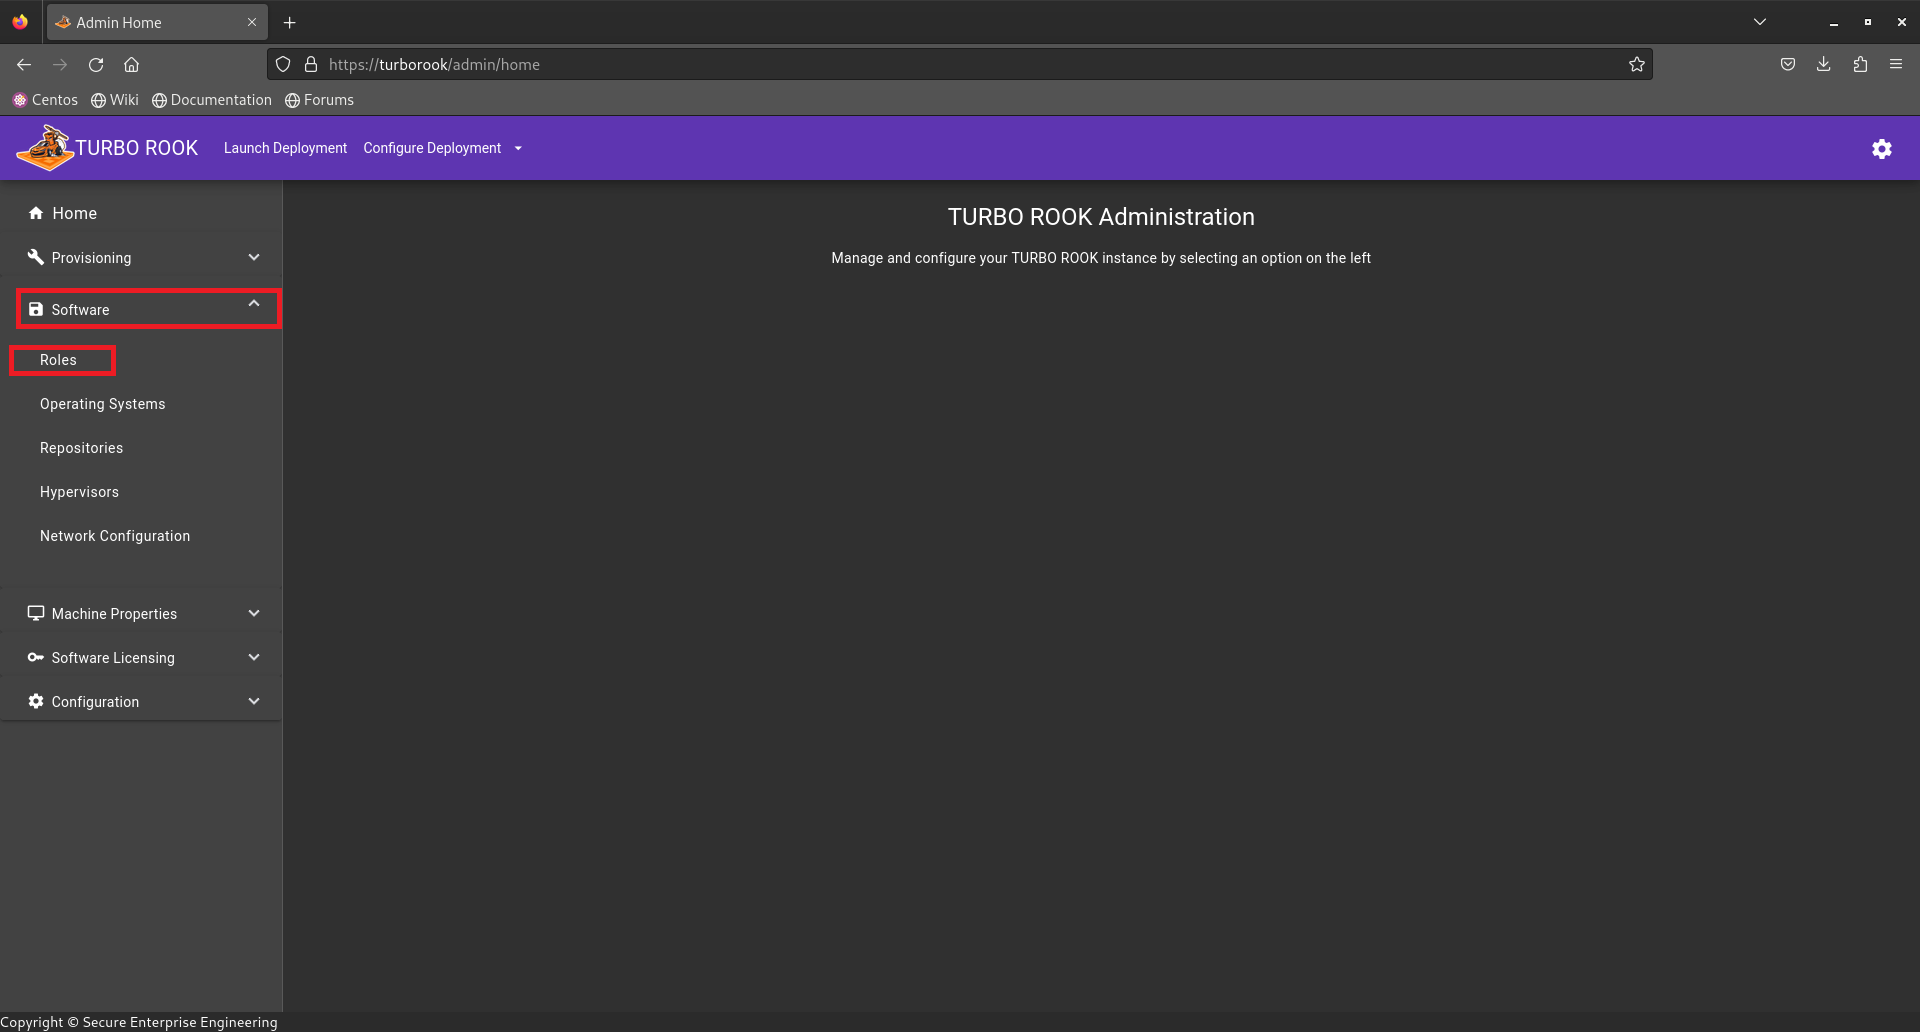 Admin Home
https://turborook/admin/home
Centos Wiki Documentation Forums
TURBO ROOK Launch Deployment Configure Deployment
Home
Provisioning
Software
Roles
Operating Systems
Repositories
Hypervisors
Network Configuration
Machine Properties
Software Licensing
Configuration
TURBO ROOK Administration
Manage and configure your TURBO ROOK instance by selecting an option on the left
Copyright © Secure Enterprise Engineering